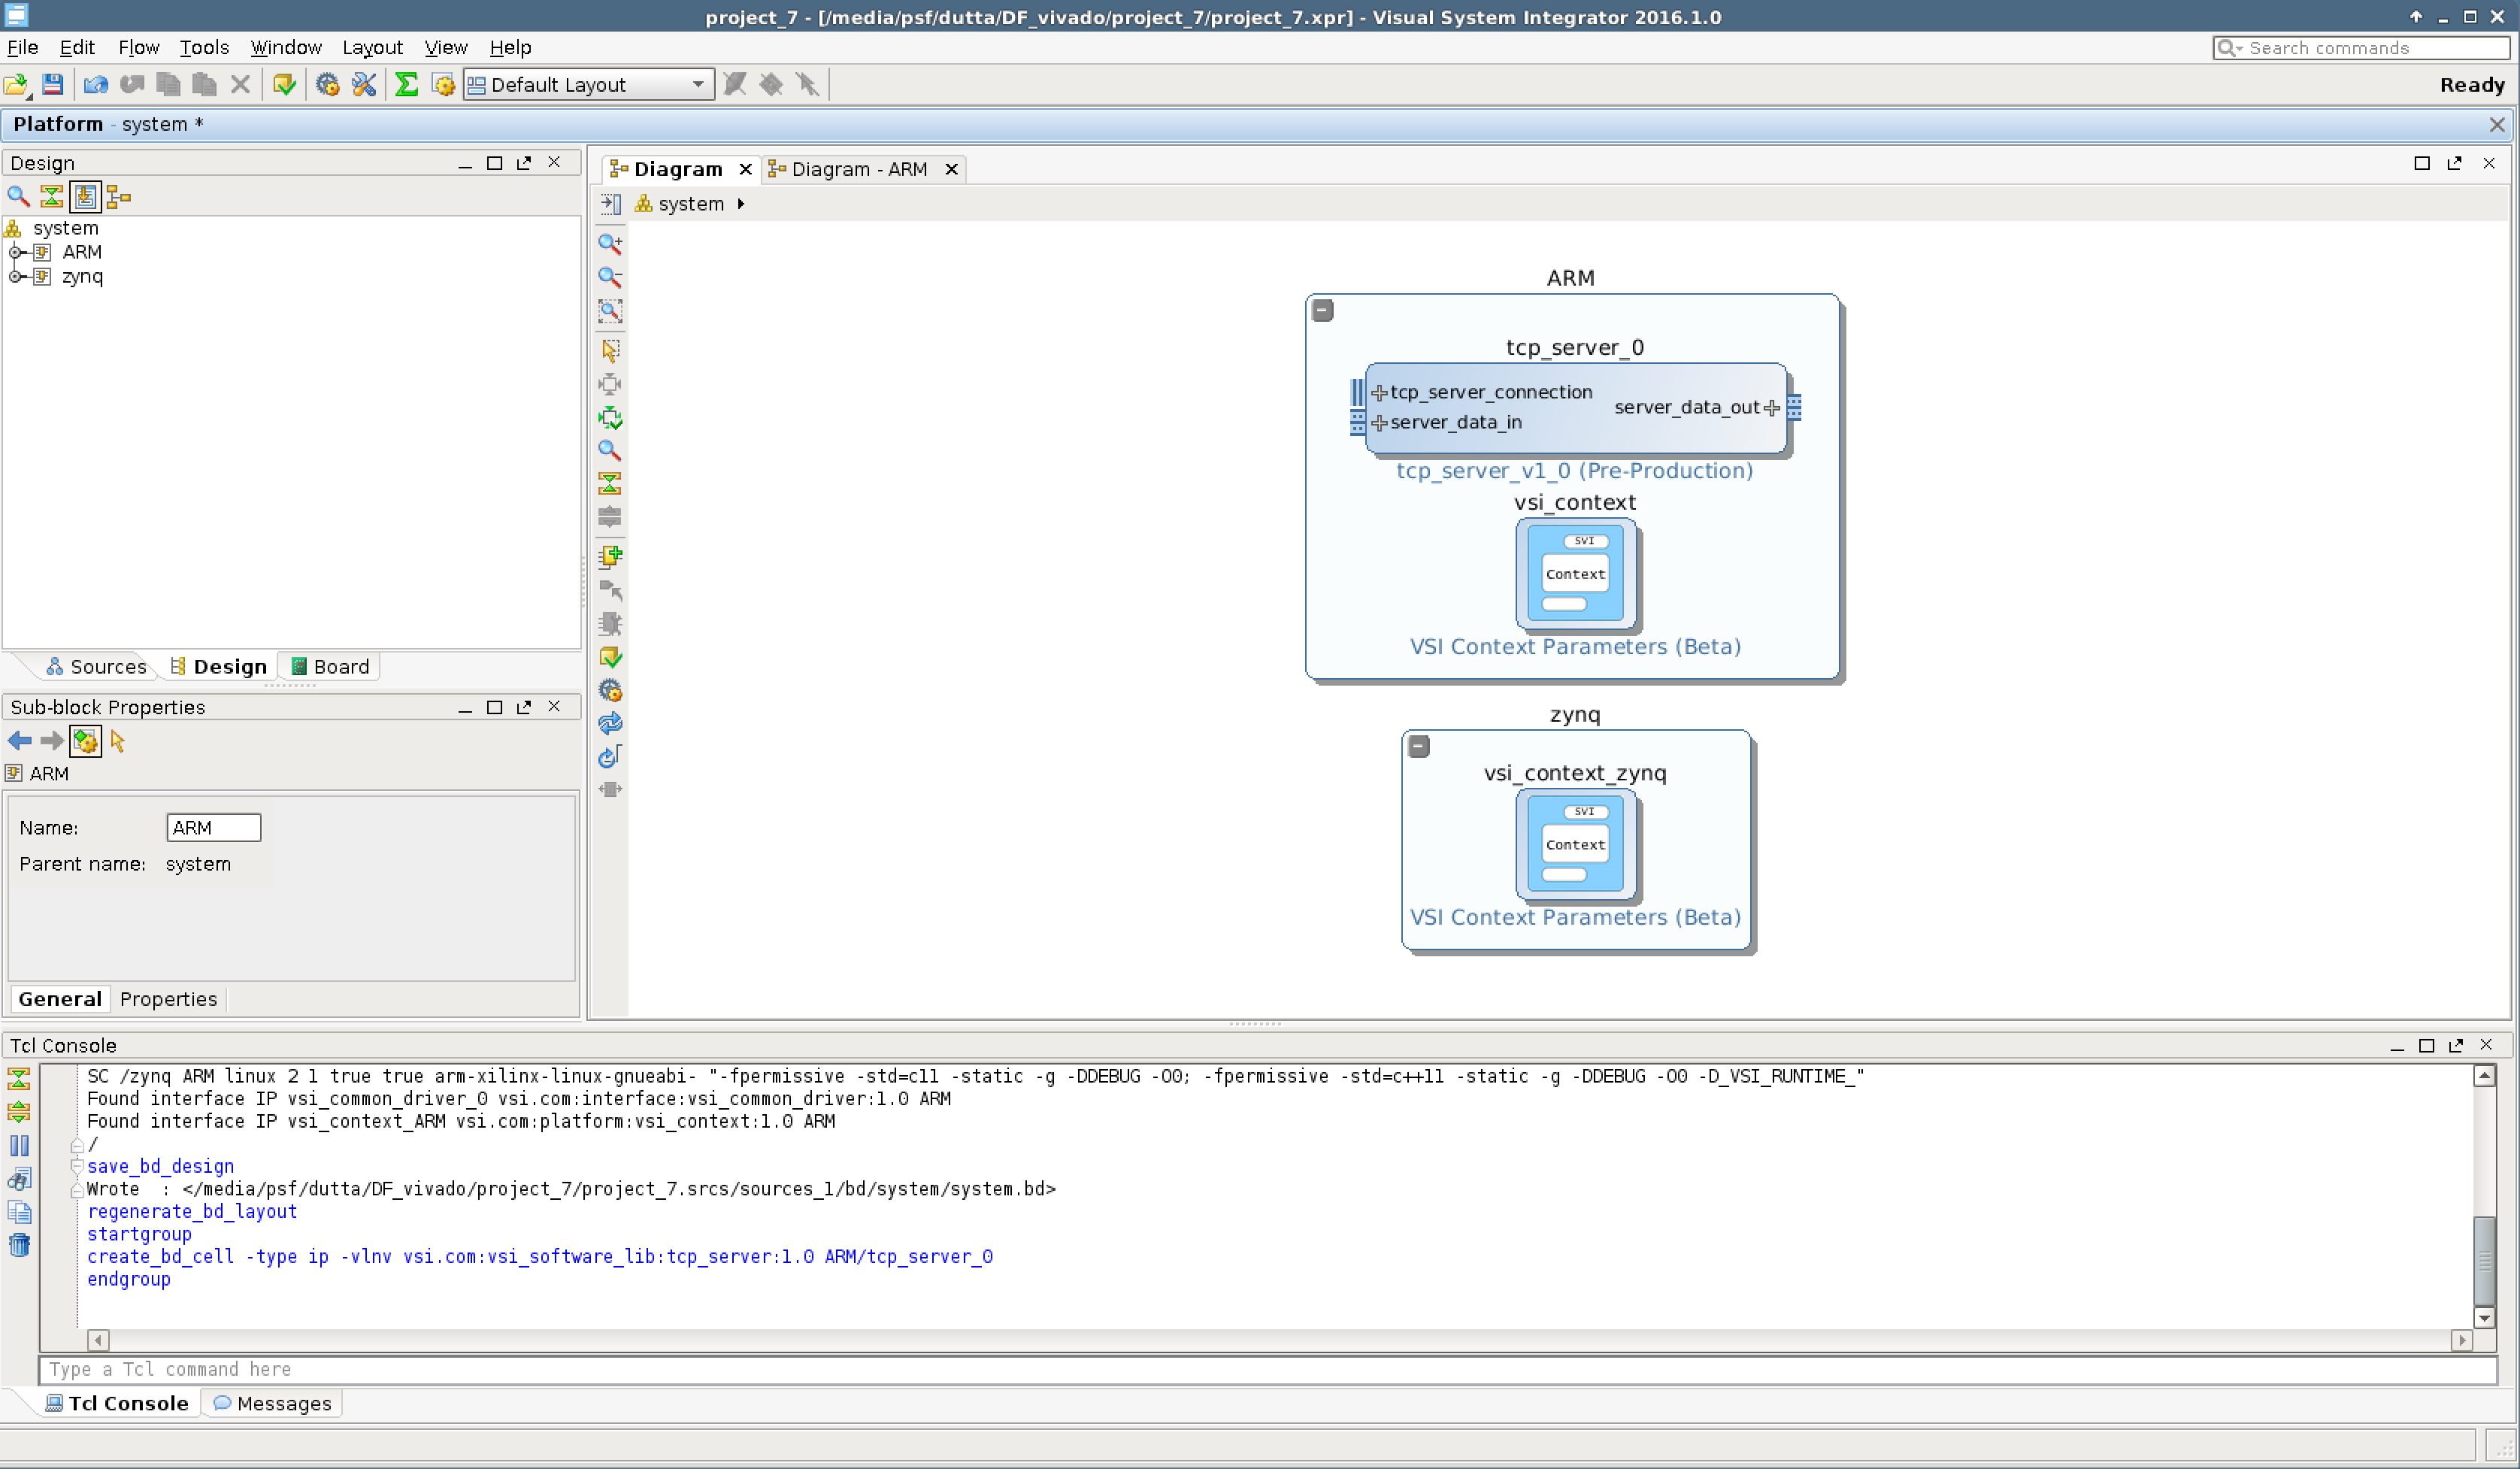 project_7 - [/media/psf/dutta/DF_vivado/project_7/project_7.xpr] - Visual System Integrator 2016.1.0
File Edit Flow Tools Window Layout View Help
Search commands
Default Layout
Ready
Platform - system *
Design
system
ARM
zynq
Sources Design Board
Sub-block Properties
ARM
Name: ARM
Parent name: system
General Properties
Diagram Diagram - ARM
system
ARM
tcp_server_0
tcp_server_connection
server_data_in
server_data_out
tcp_server_v1_0 (Pre-Production)
vsi_context
SVI
Context
VSI Context Parameters (Beta)
zynq
vsi_context_zynq
SVI
Context
VSI Context Parameters (Beta)
Tcl Console
SC /zynq ARM linux 2 1 true true arm-xilinx-linux-gnueabi- "-fpermissive -std=c11 -static -g -DDEBUG -O0; -fpermissive -std=c++11 -static -g -DDEBUG -O0 -D_VSI_RUNTIME_"
Found interface IP vsi_common_driver_0 vsi.com:interface:vsi_common_driver:1.0 ARM
Found interface IP vsi_context_ARM vsi.com:platform:vsi_context:1.0 ARM
/
save_bd_design
Wrote  : </media/psf/dutta/DF_vivado/project_7/project_7.srcs/sources_1/bd/system/system.bd>
regenerate_bd_layout
startgroup
create_bd_cell -type ip -vlnv vsi.com:vsi_software_lib:tcp_server:1.0 ARM/tcp_server_0
endgroup
Type a Tcl command here
Tcl Console Messages